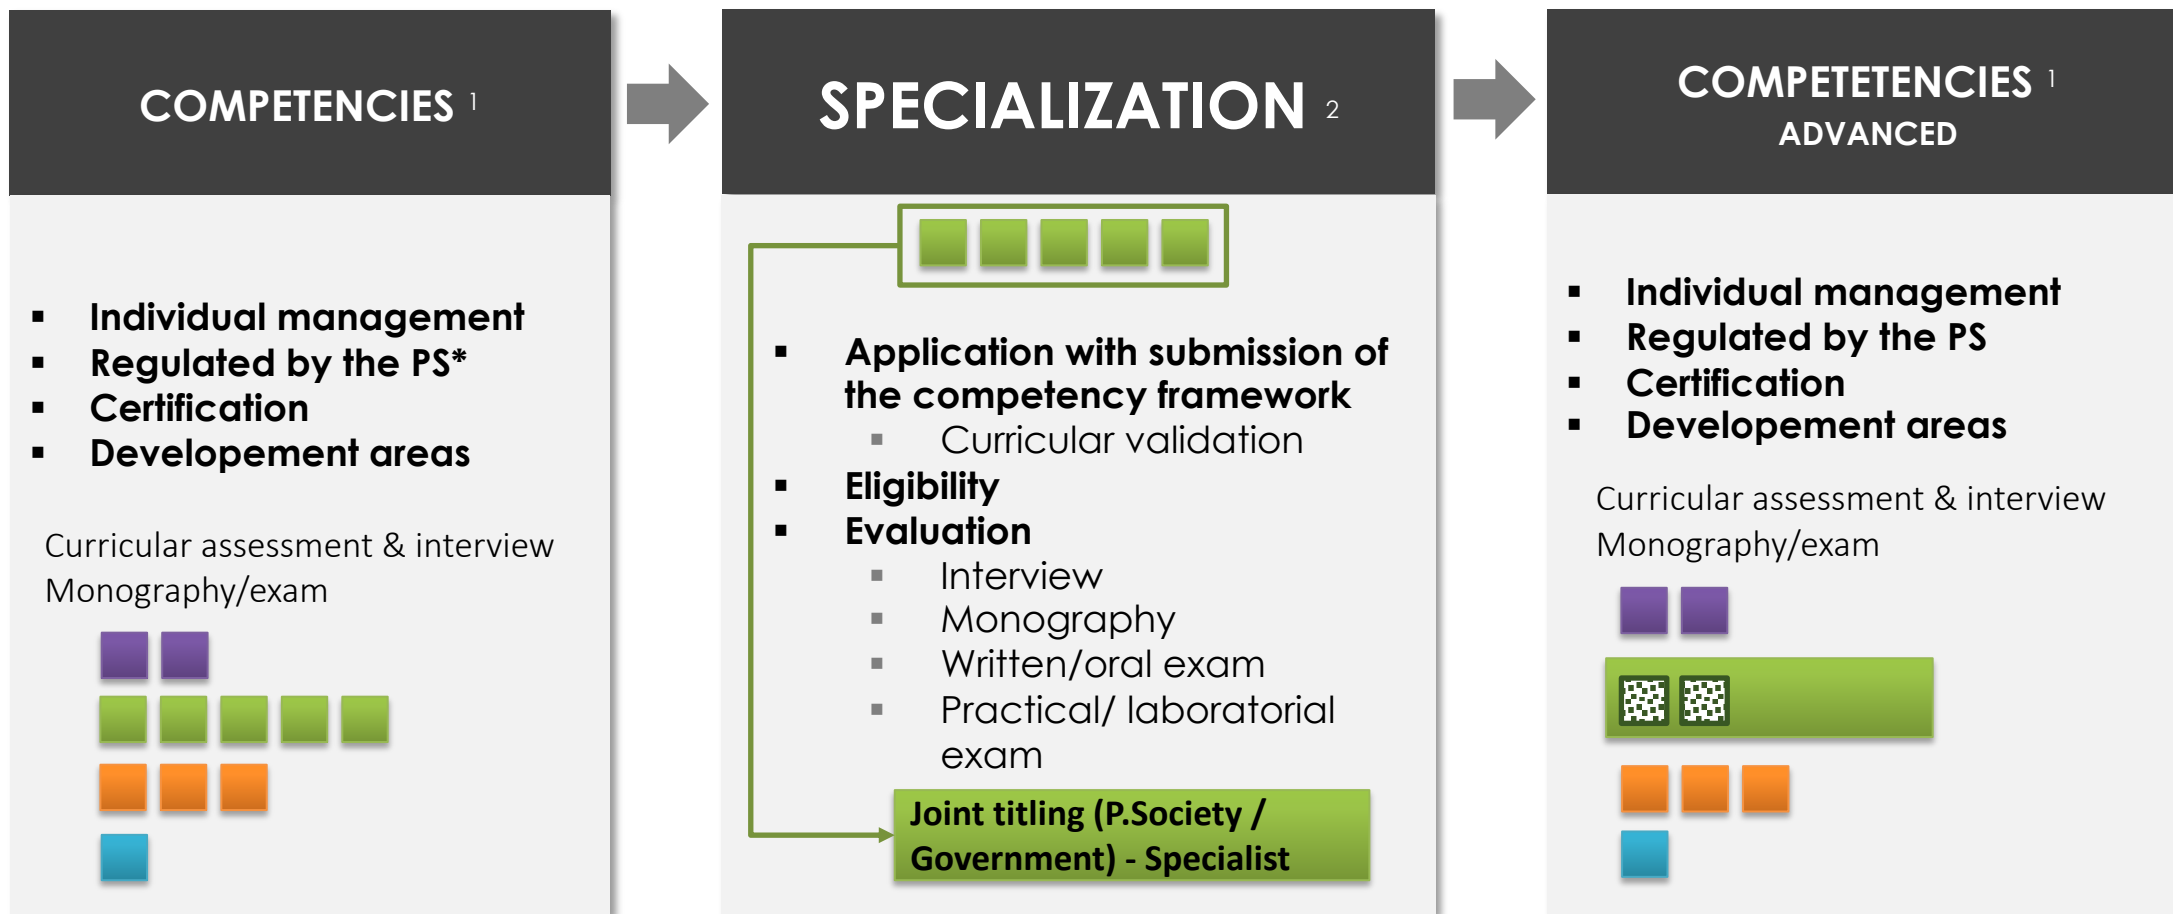 COMPETENCIES 1
▪ Individual management
▪ Regulated by the PS*
▪ Certification
▪ Developement areas
Curricular assessment & interview
Monography/exam
SPECIALIZATION 2
▪ Application with submission of
the competency framework
▪ Curricular validation
▪ Eligibility
▪ Evaluation
▪ Interview
▪ Monography
▪ Written/oral exam
▪ Practical/ laboratorial
exam
Joint titling (P.Society /
Government) - Specialist
COMPETETENCIES 1
ADVANCED
▪ Individual management
▪ Regulated by the PS
▪ Certification
▪ Developement areas
Curricular assessment & interview
Monography/exam